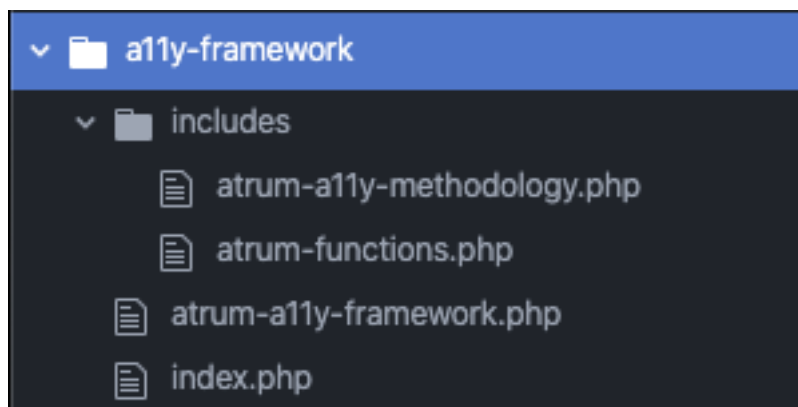 a11y-framework
includes
atrum-a11y-methodology.php
atrum-functions.php
atrum-a11y-framework.php
index.php